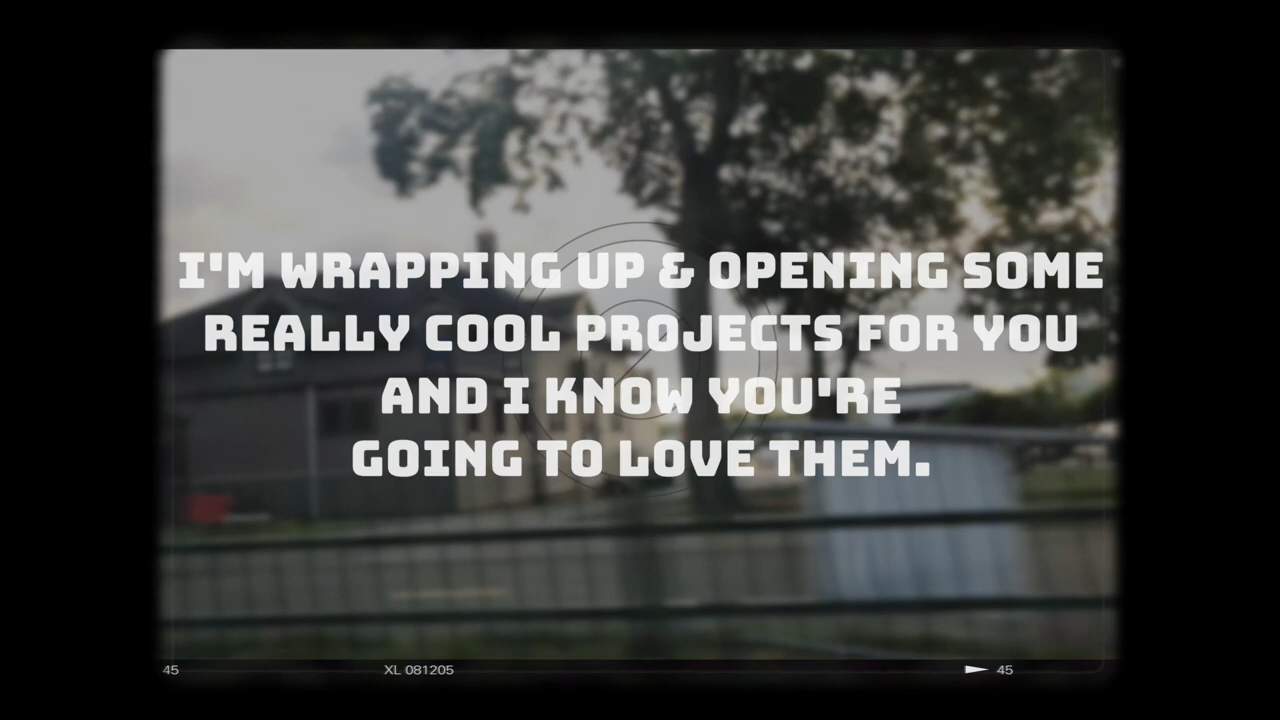 I'M WRAPPING UP & OPENING SOME
REALLY COOL PROJECTS FOR YOU
AND I KNOW YOU'RE
GOING TO LOVE THEM.
45 XL 081205 45